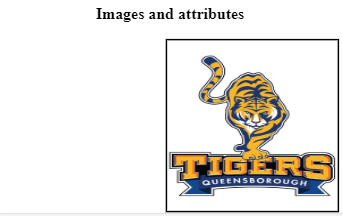 Images and attributes
TIGERS
QUEENSBOROUGH